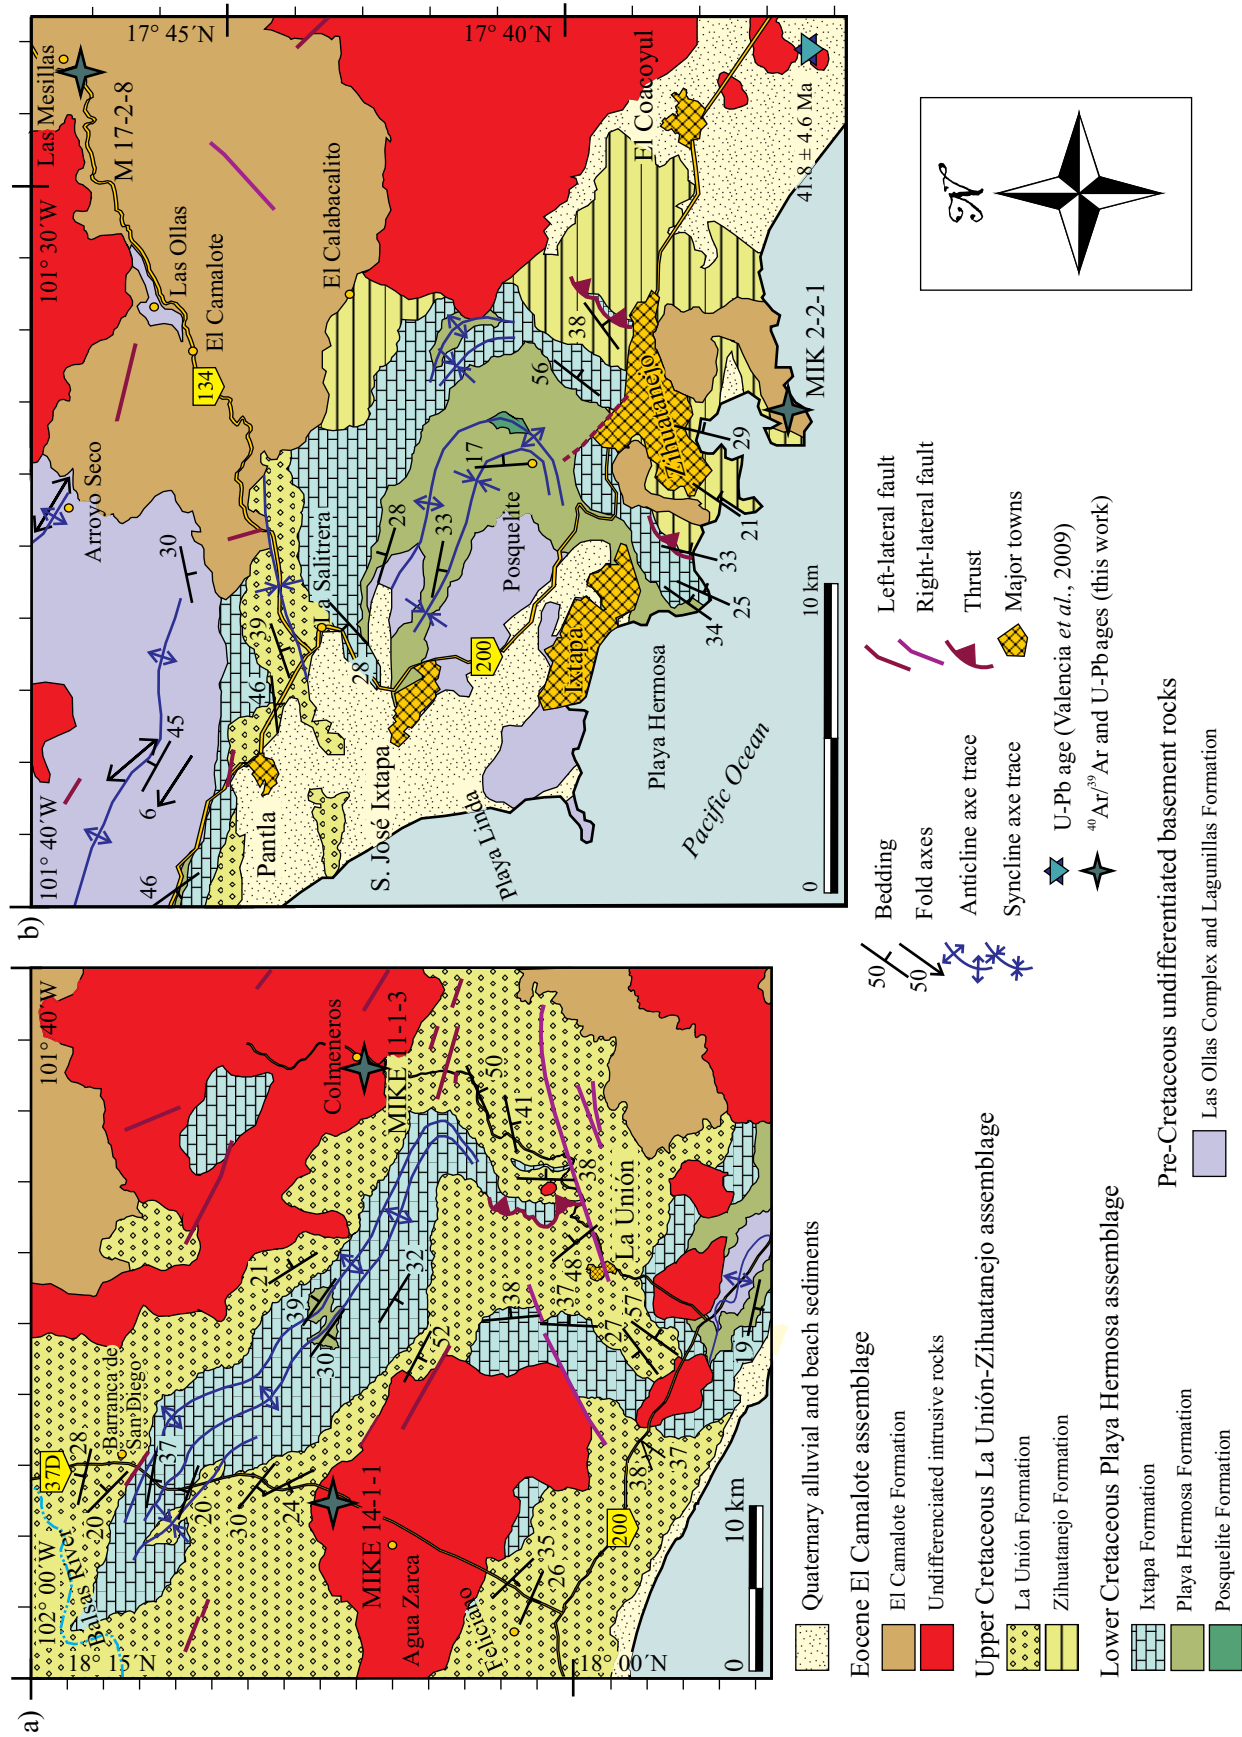 a)
102° 00´W
101° 40´W
18° 15´N
18° 00´N
Balsas River
37D
Barranca de
San Diego
28
20
37
20
30
24
MIKE 14-11-1
Agua Zarca
Feliciano
35
26
21
39
30
32
52
Colmeneros
MIKE 11-1-3
50
41
38
La Unión
48
37
38
27
57
38
37
19
200
0
10 km
b)
101° 40´W
101° 30´W
17° 45´N
17° 40´N
Las Mesillas
M 17-2-8
Las Ollas
El Camalote
134
El Calabacalito
Arroyo Seco
30
45
6
46
Pantla
46
39
La Salitrera
28
28
33
17
Posquelite
56
38
El Coacoyul
41.8 ± 4.6 Ma
S. José Ixtapa
200
Ixtapa
Zihuatanejo
MIK 2-2-1
29
21
33
25
34
Playa Linda
Playa Hermosa
Pacific Ocean
0
10 km
N
Quaternary alluvial and beach sediments
Eocene El Camalote assemblage
El Camalote Formation
Undifferenciated intrusive rocks
Upper Cretaceous La Unión-Zihuatanejo assemblage
La Unión Formation
Zihuatanejo Formation
Lower Cretaceous Playa Hermosa assemblage
Ixtapa Formation
Playa Hermosa Formation
Posquelite Formation
Pre-Cretaceous undifferentiated basement rocks
Las Ollas Complex and Lagunillas Formation
50
Bedding
50
Fold axes
Anticline axe trace
Syncline axe trace
U-Pb age (Valencia et al., 2009)
40Ar/39Ar and U-Pbages (this work)
Left-lateral fault
Right-lateral fault
Thrust
Major towns